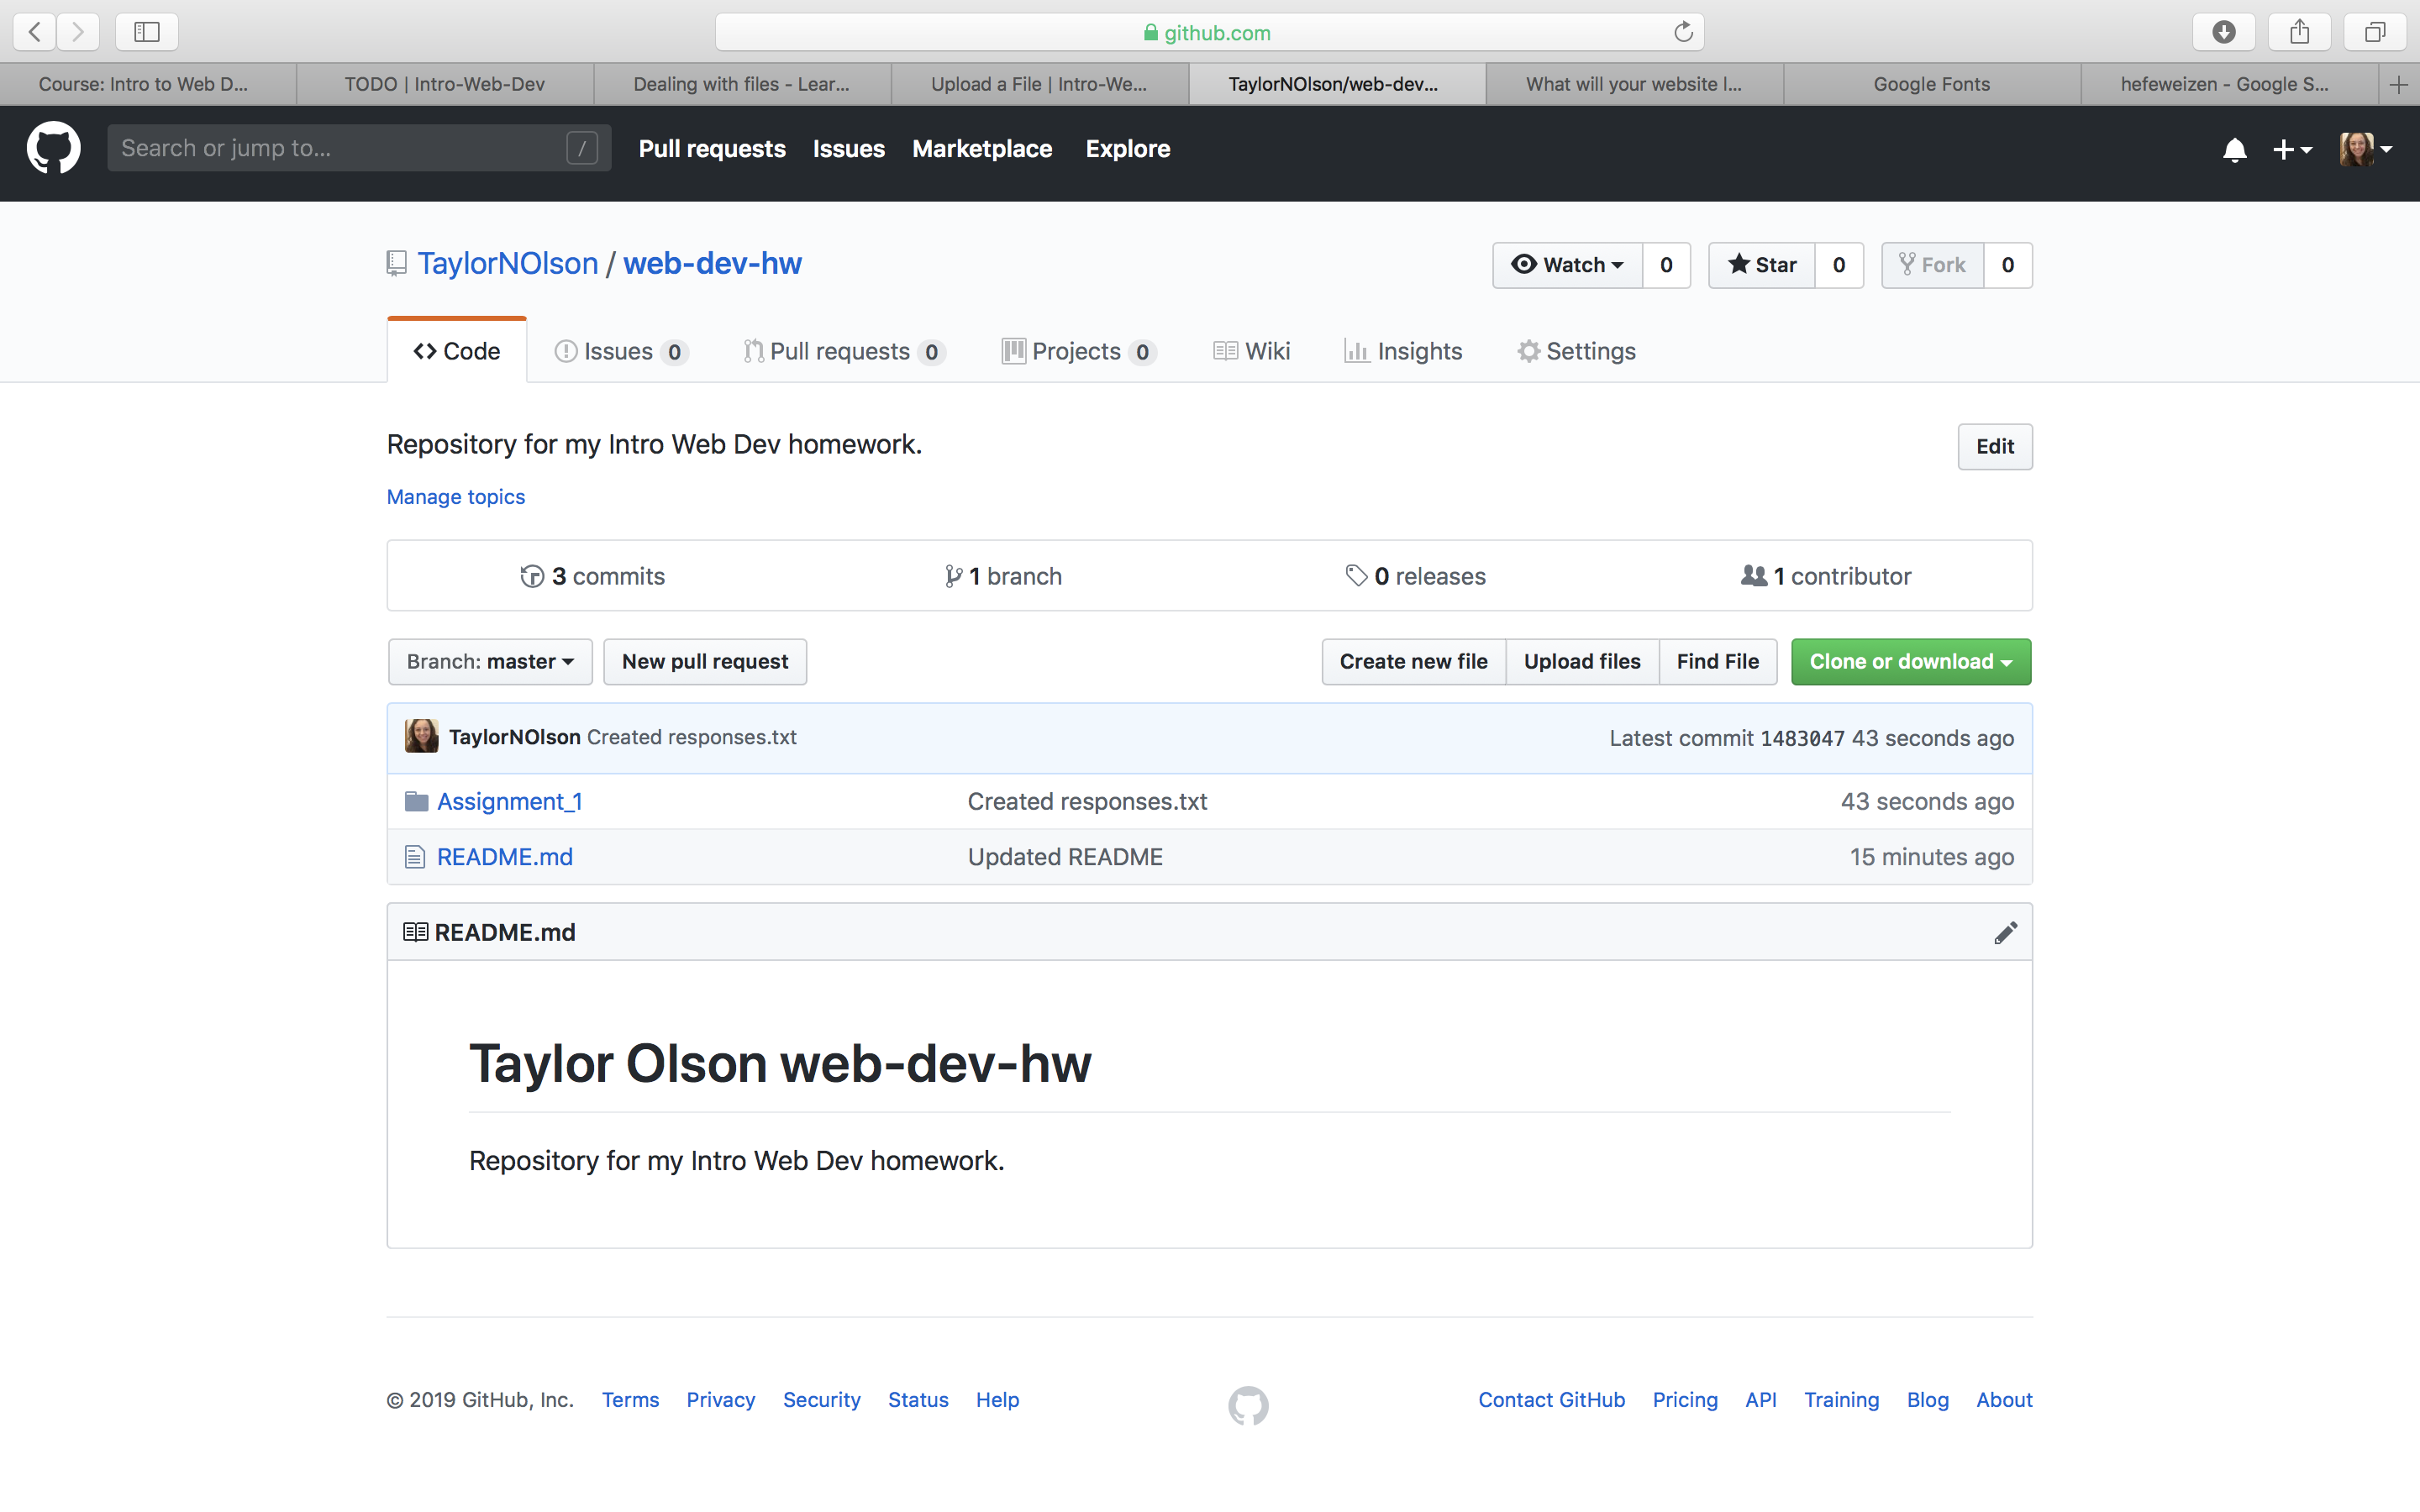 github.com
Course: Intro to Web D... TODO | Intro-Web-Dev Dealing with files - Lear... Upload a File | Intro-We... TaylorNOlson/web-dev... What will your website l... Google Fonts hefeweizen - Google S...
Search or jump to... / Pull requests Issues Marketplace Explore
TaylorNOlson / web-dev-hw Watch 0 Star 0 Fork 0
Code Issues 0 Pull requests 0 Projects 0 Wiki Insights Settings
Repository for my Intro Web Dev homework. Edit
Manage topics
3 commits 1 branch 0 releases 1 contributor
Branch: master New pull request Create new file Upload files Find File Clone or download
TaylorNOlson Created responses.txt Latest commit 1483047 43 seconds ago
Assignment_1 Created responses.txt 43 seconds ago
README.md Updated README 15 minutes ago
README.md
Taylor Olson web-dev-hw
Repository for my Intro Web Dev homework.
© 2019 GitHub, Inc. Terms Privacy Security Status Help Contact GitHub Pricing API Training Blog About